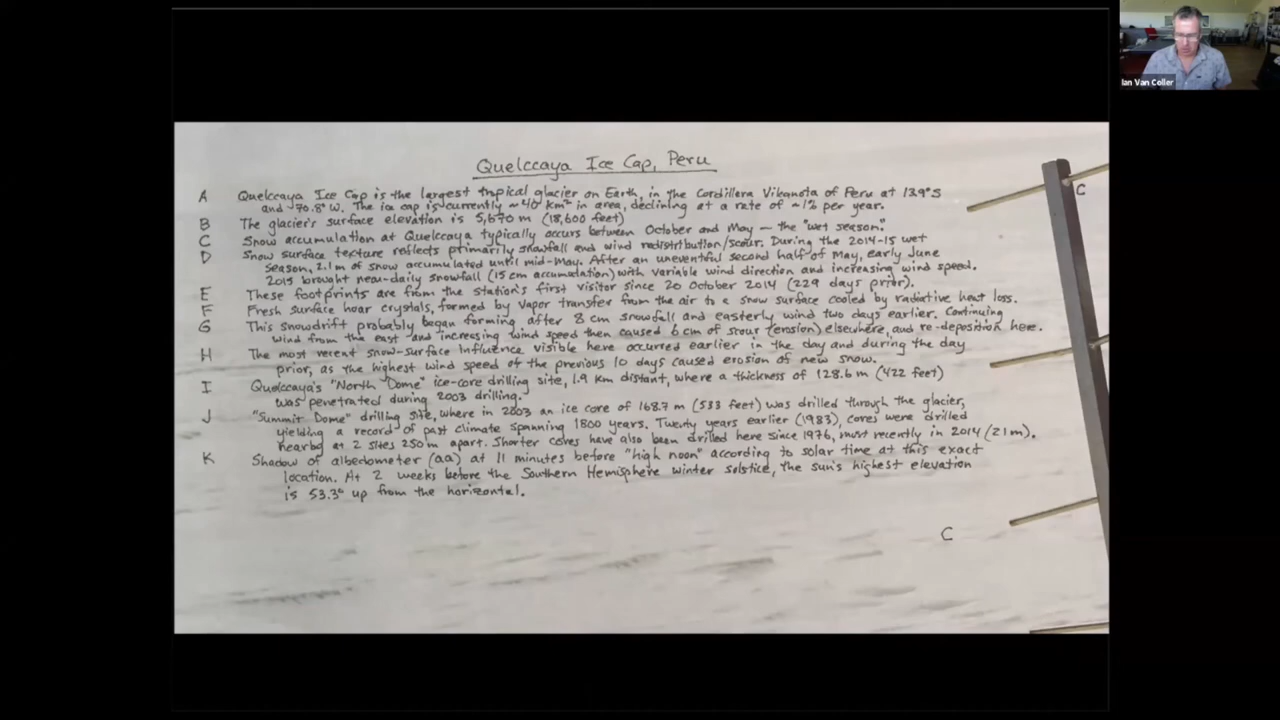 Ian Van Coller
Quelccaya Ice Cap, Peru
A Quelccaya Ice Cap is the largest tropical glacier on Earth, in the Cordillera Vilcanota of Peru at 13.9°S
and 70.8°W. The ice cap is currently ~40 km² in area, declining at a rate of ~1% per year.
B The glacier's surface elevation is 5,670 m (18,600 feet)
C Snow accumulation at Quelccaya typically occurs between October and May – the "wet season."
D Snow surface texture reflects primarily snowfall and wind redistribution/scour. During the 2014-15 wet
season, 2.1 m of snow accumulated until mid-May. After an uneventful second half of May, early June
2015 brought near-daily snowfall (15 cm accumulation) with variable wind direction and increasing wind speed.
E These footprints are from the station's first visitor since 20 October 2014 (229 days prior).
F Fresh surface hoar crystals, formed by vapor transfer from the air to a snow surface cooled by radiative heat loss.
G This snowdrift probably began forming after 8 cm snowfall and easterly wind two days earlier. Continuing
wind from the east and increasing wind speed then caused 6 cm of scour (erosion) elsewhere, and re-deposition here.
H The most recent snow-surface influence visible here occurred earlier in the day and during the day
prior, as the highest wind speed of the previous 10 days caused erosion of new snow.
I Quelccaya's "North Dome" ice-core drilling site, 1.9 km distant, where a thickness of 128.6 m (422 feet)
was penetrated during 2003 drilling.
J "Summit Dome" drilling site, where in 2003 an ice core of 168.7 m (533 feet) was drilled through the glacier,
yielding a record of past climate spanning 1800 years. Twenty years earlier (1983), cores were drilled
nearby at 2 sites 250 m apart. Shorter cores have also been drilled here since 1976, most recently in 2014 (21 m).
K Shadow of albedometer (aa) at 11 minutes before "high noon" according to solar time at this exact
location. At 2 weeks before the Southern Hemisphere winter solstice, the sun's highest elevation
is 53.3° up from the horizontal.
C
C